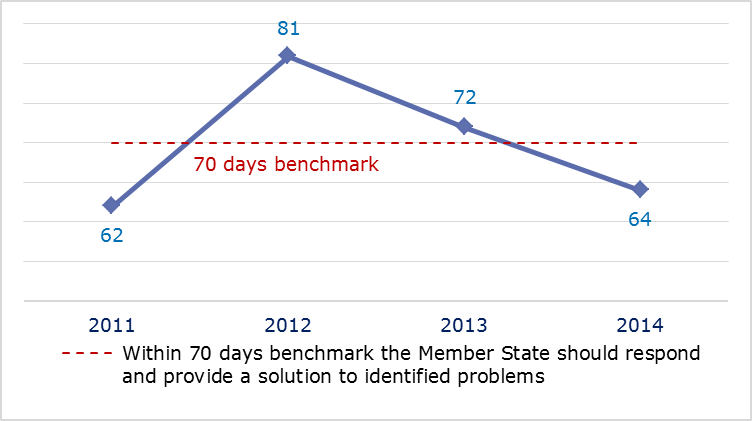 81
72
70 days benchmark
62
64
2011 2012 2013 2014
Within 70 days benchmark the Member State should respond
and provide a solution to identified problems